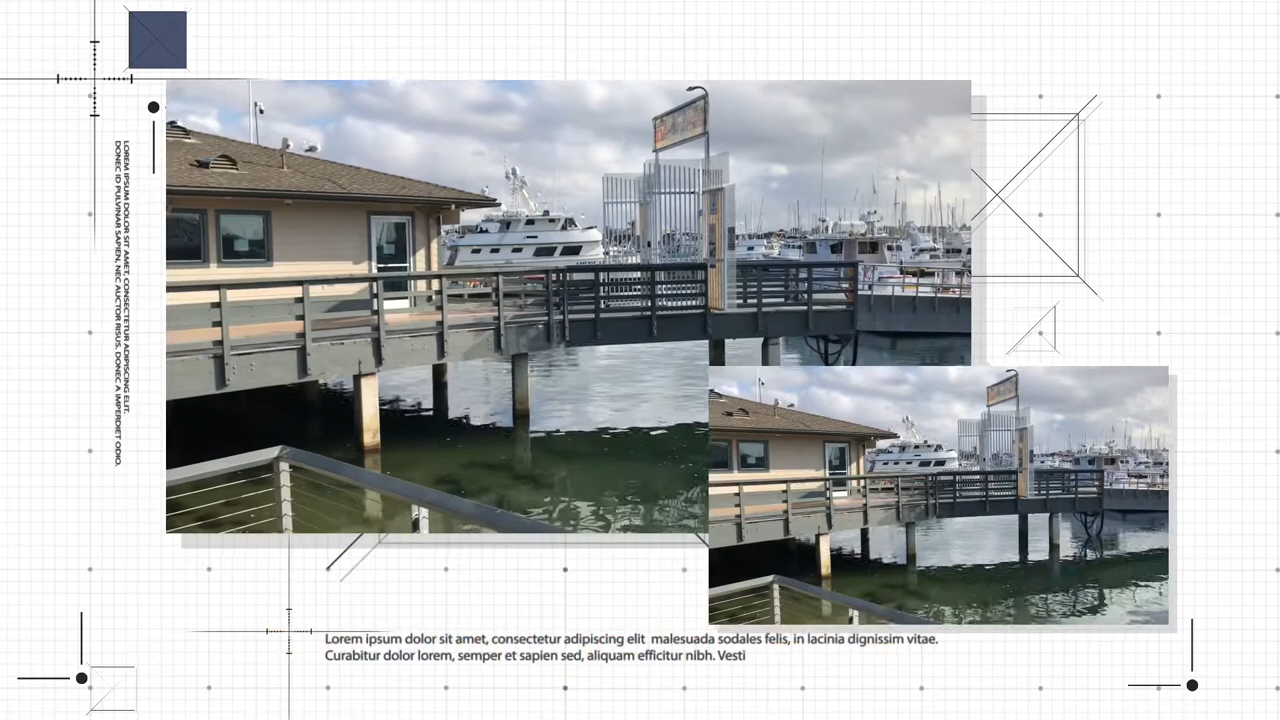 LOREM IPSUM DOLOR SIT AMET, CONSECTETUR ADIPISCING ELIT.
DONEC ID PULVINAR SAPIEN, NEC AUCTOR RISUS. DONEC A IMPERDIET ODIO.
Lorem ipsum dolor sit amet, consectetur adipiscing elit malesuada sodales felis, in lacinia dignissim vitae.
Curabitur dolor lorem, semper et sapien sed, aliquam efficitur nibh. Vesti